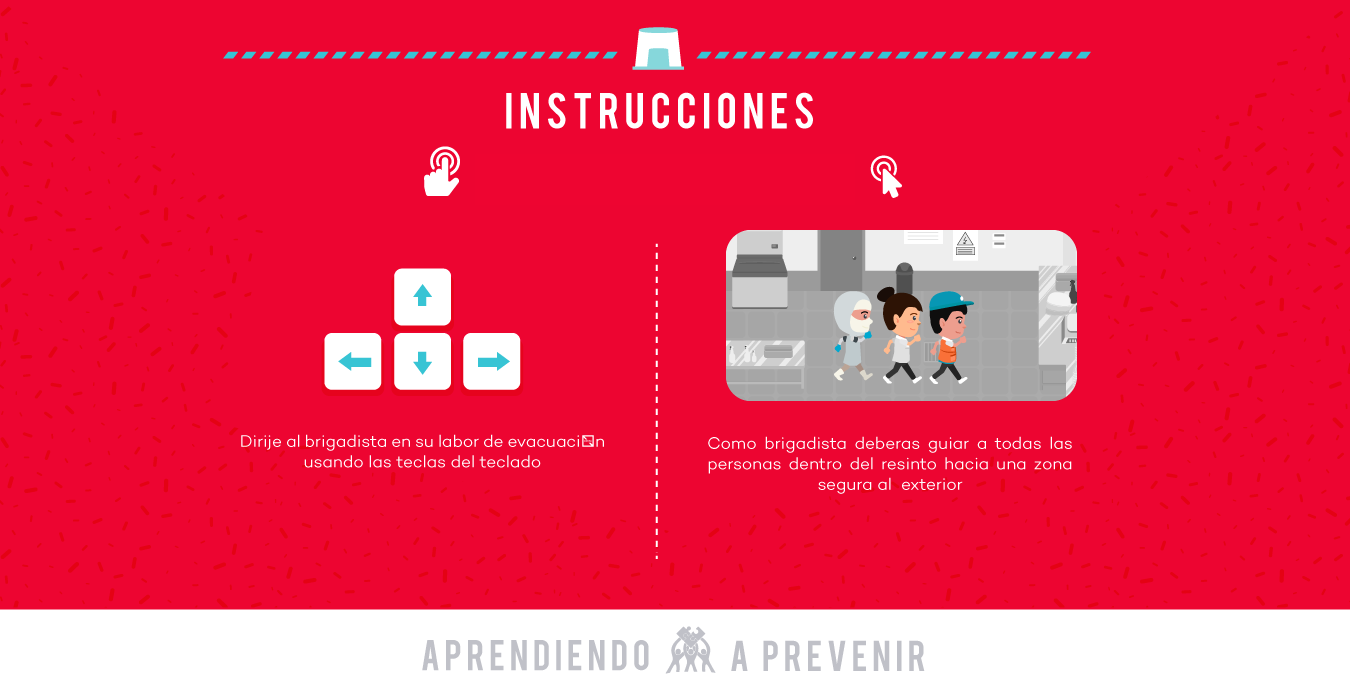 INSTRUCCIONES
Dirije al brigadista en su labor de evacuaci☒n
usando las teclas del teclado
Como brigadista deberas guiar a todas las
personas dentro del resinto hacia una zona
segura al exterior
APRENDIENDO A PREVENIR